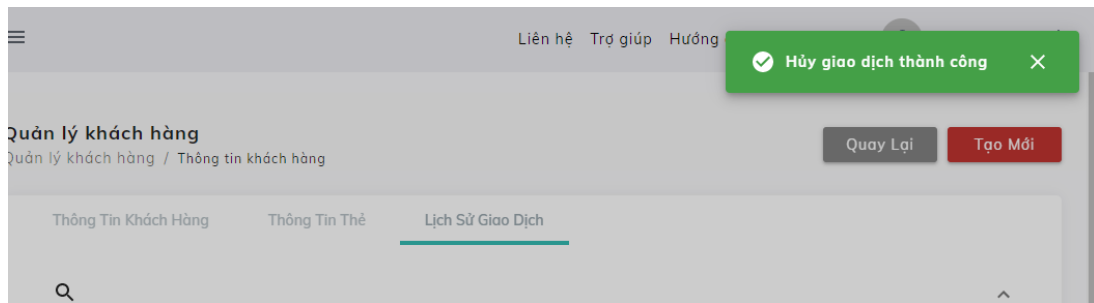 Liên hệ Trợ giúp Hướng
Hủy giao dịch thành công
Quản lý khách hàng
Quản lý khách hàng / Thông tin khách hàng
Quay Lại Tạo Mới
Thông Tin Khách Hàng Thông Tin Thẻ Lịch Sử Giao Dịch